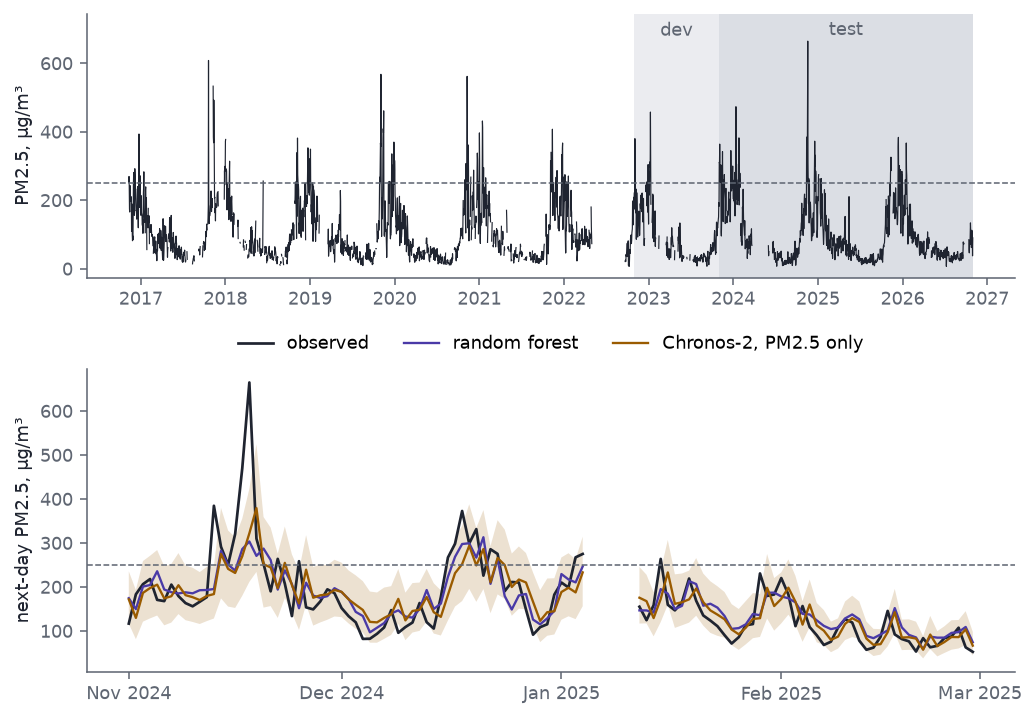 PM2.5, µg/m³
600
400
200
0
dev
test
2017 2018 2019 2020 2021 2022 2023 2024 2025 2026 2027
observed random forest Chronos-2, PM2.5 only
next-day PM2.5, µg/m³
600
500
400
300
200
100
Nov 2024 Dec 2024 Jan 2025 Feb 2025 Mar 2025